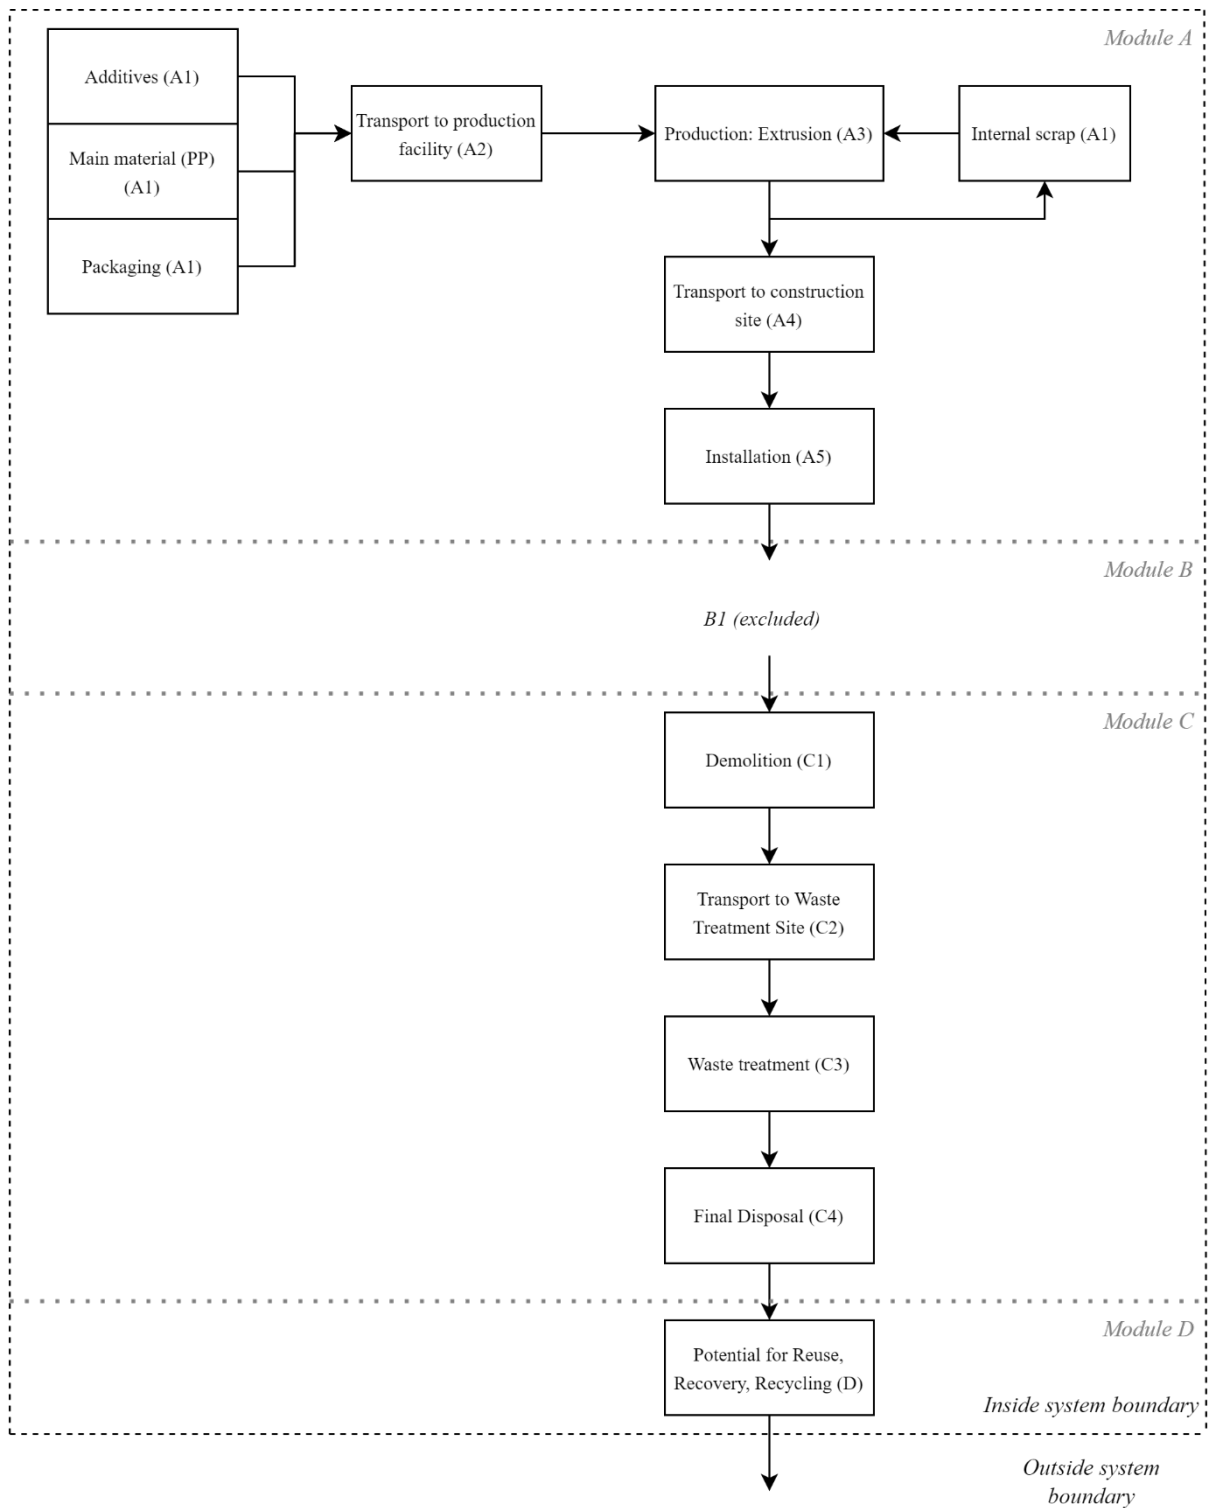 Module A
Additives (A1)
Main material (PP)
(A1)
Packaging (A1)
Transport to production
facility (A2)
Production: Extrusion (A3)
Internal scrap (A1)
Transport to construction
site (A4)
Installation (A5)
Module B
B1 (excluded)
Module C
Demolition (C1)
Transport to Waste
Treatment Site (C2)
Waste treatment (C3)
Final Disposal (C4)
Module D
Potential for Reuse,
Recovery, Recycling (D)
Inside system boundary
Outside system
boundary